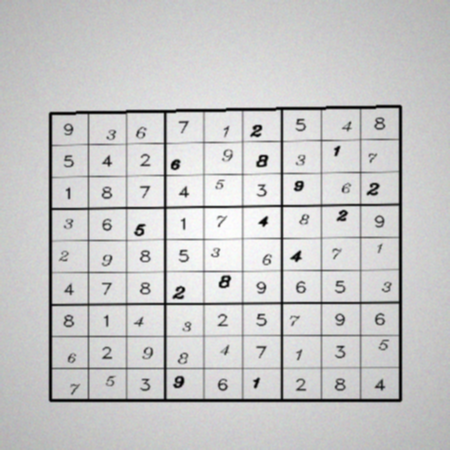 9 3 6 7 1 2 5 4 8
5 4 2 6 9 8 3 1 7
1 8 7 4 5 3 9 6 2
3 6 5 1 7 4 8 2 9
2 9 8 5 3 6 4 7 1
4 7 8 2 8 9 6 5 3
8 1 4 3 2 5 7 9 6
6 2 9 8 4 7 1 3 5
7 5 3 9 6 1 2 8 4